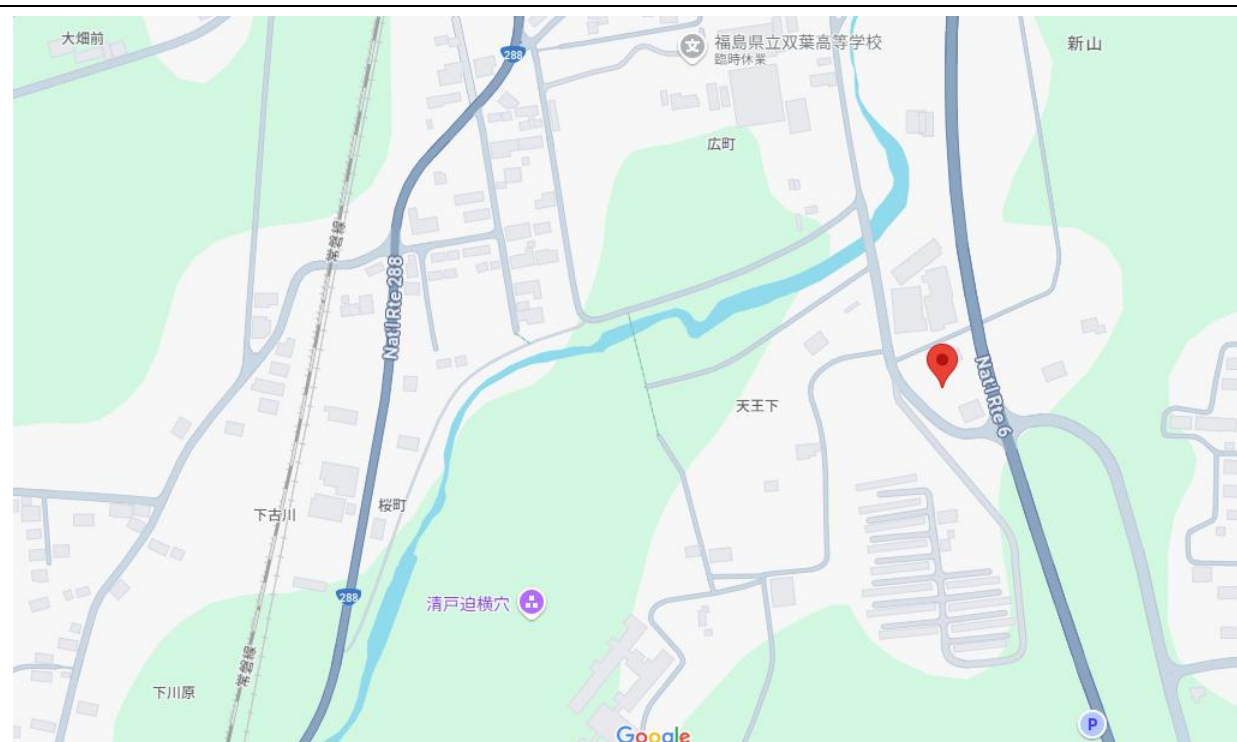 大畑前
288
福島県立双葉高等学校
臨時休業
新山
広町
常磐線
Nat'l Rte 288
天王下
Nat'l Rte 6
桜町
下古川
288
清戸迫横穴
常磐線
下川原
P
Google